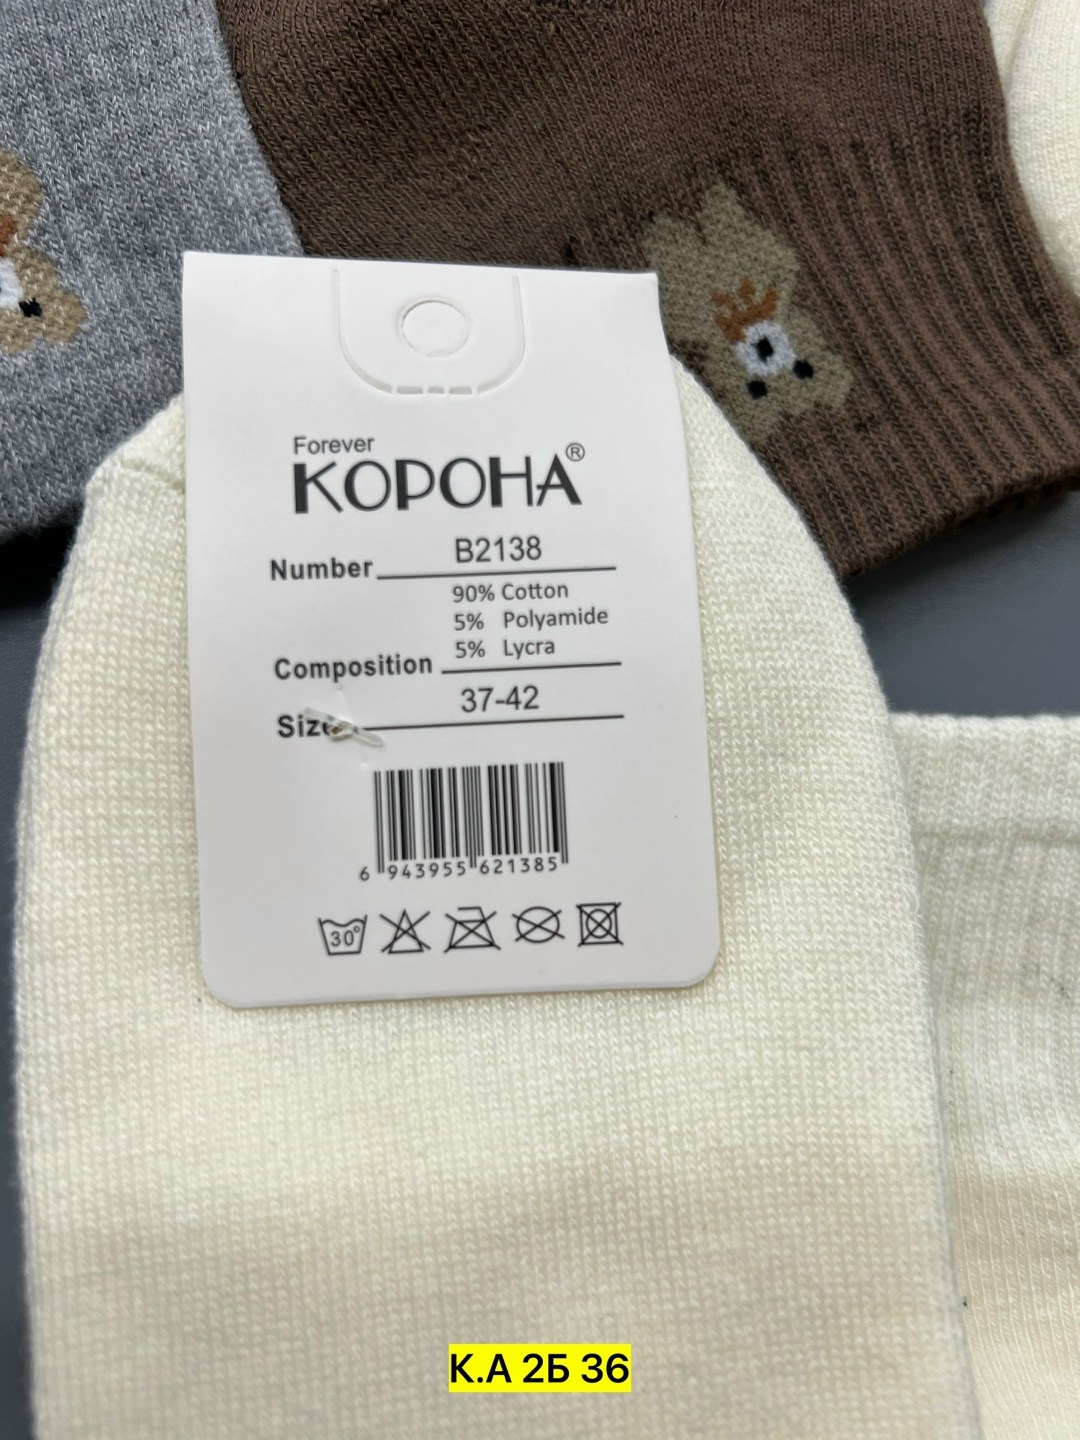 Forever
КОРОНА®
Number B2138
90% Cotton
5% Polyamide
5% Lycra
Composition
37-42
Size
6 943955 621385
30°
К.А 2Б 36